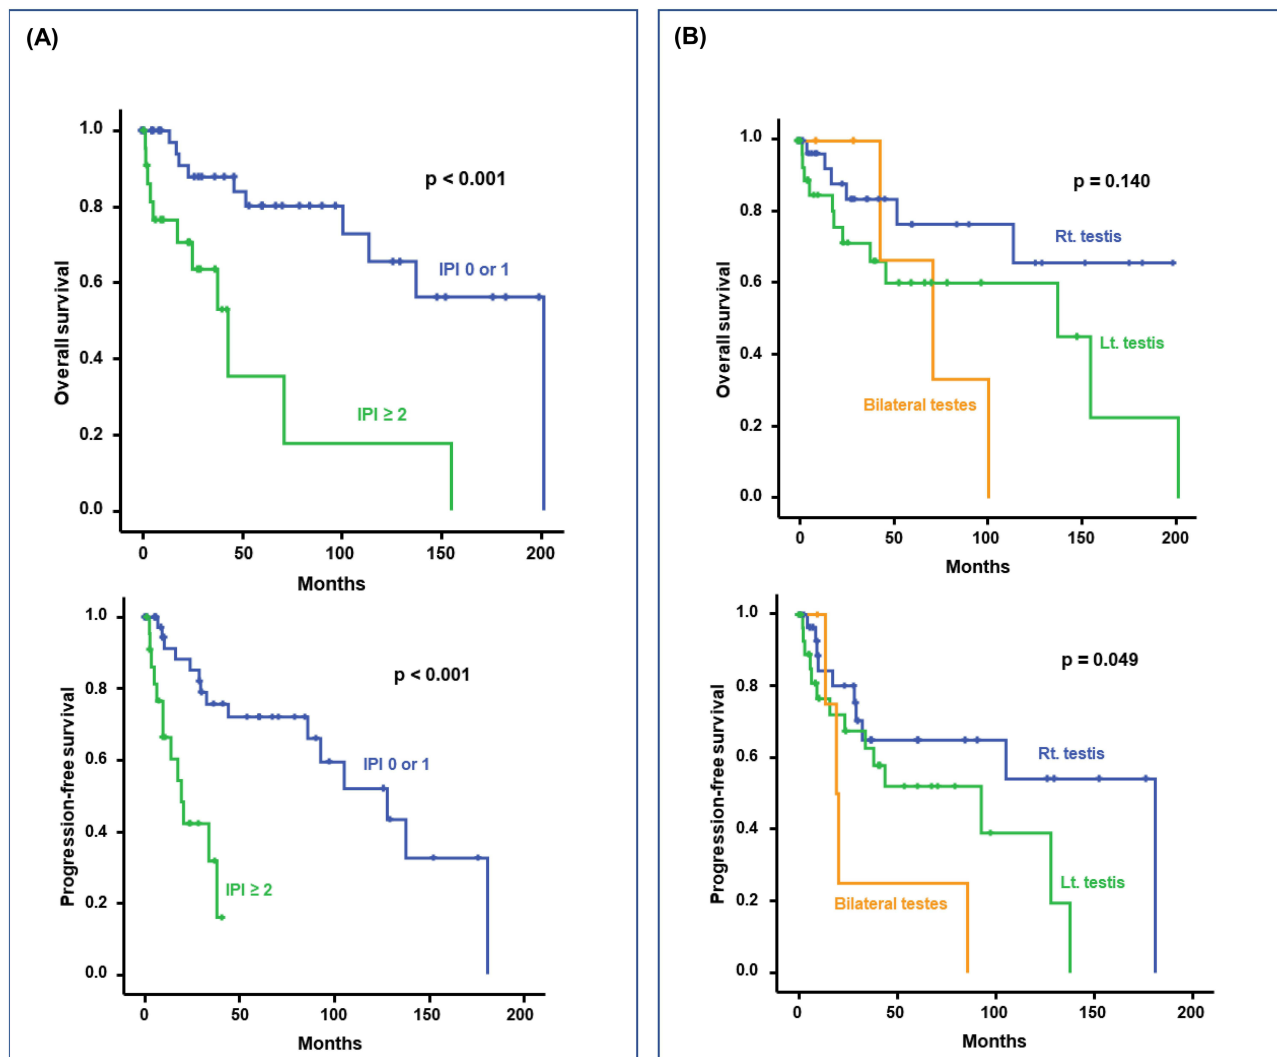 (A)
1.0
0.8
0.6
0.4
0.2
0.0
Overall survival
p < 0.001
IPI 0 or 1
IPI ≥ 2
0 50 100 150 200
Months
1.0
0.8
0.6
0.4
0.2
0.0
Progression-free survival
p < 0.001
IPI 0 or 1
IPI ≥ 2
0 50 100 150 200
Months
(B)
1.0
0.8
0.6
0.4
0.2
0.0
Overall survival
p = 0.140
Rt. testis
Lt. testis
Bilateral testes
0 50 100 150 200
Months
1.0
0.8
0.6
0.4
0.2
0.0
Progression-free survival
p = 0.049
Rt. testis
Lt. testis
Bilateral testes
0 50 100 150 200
Months